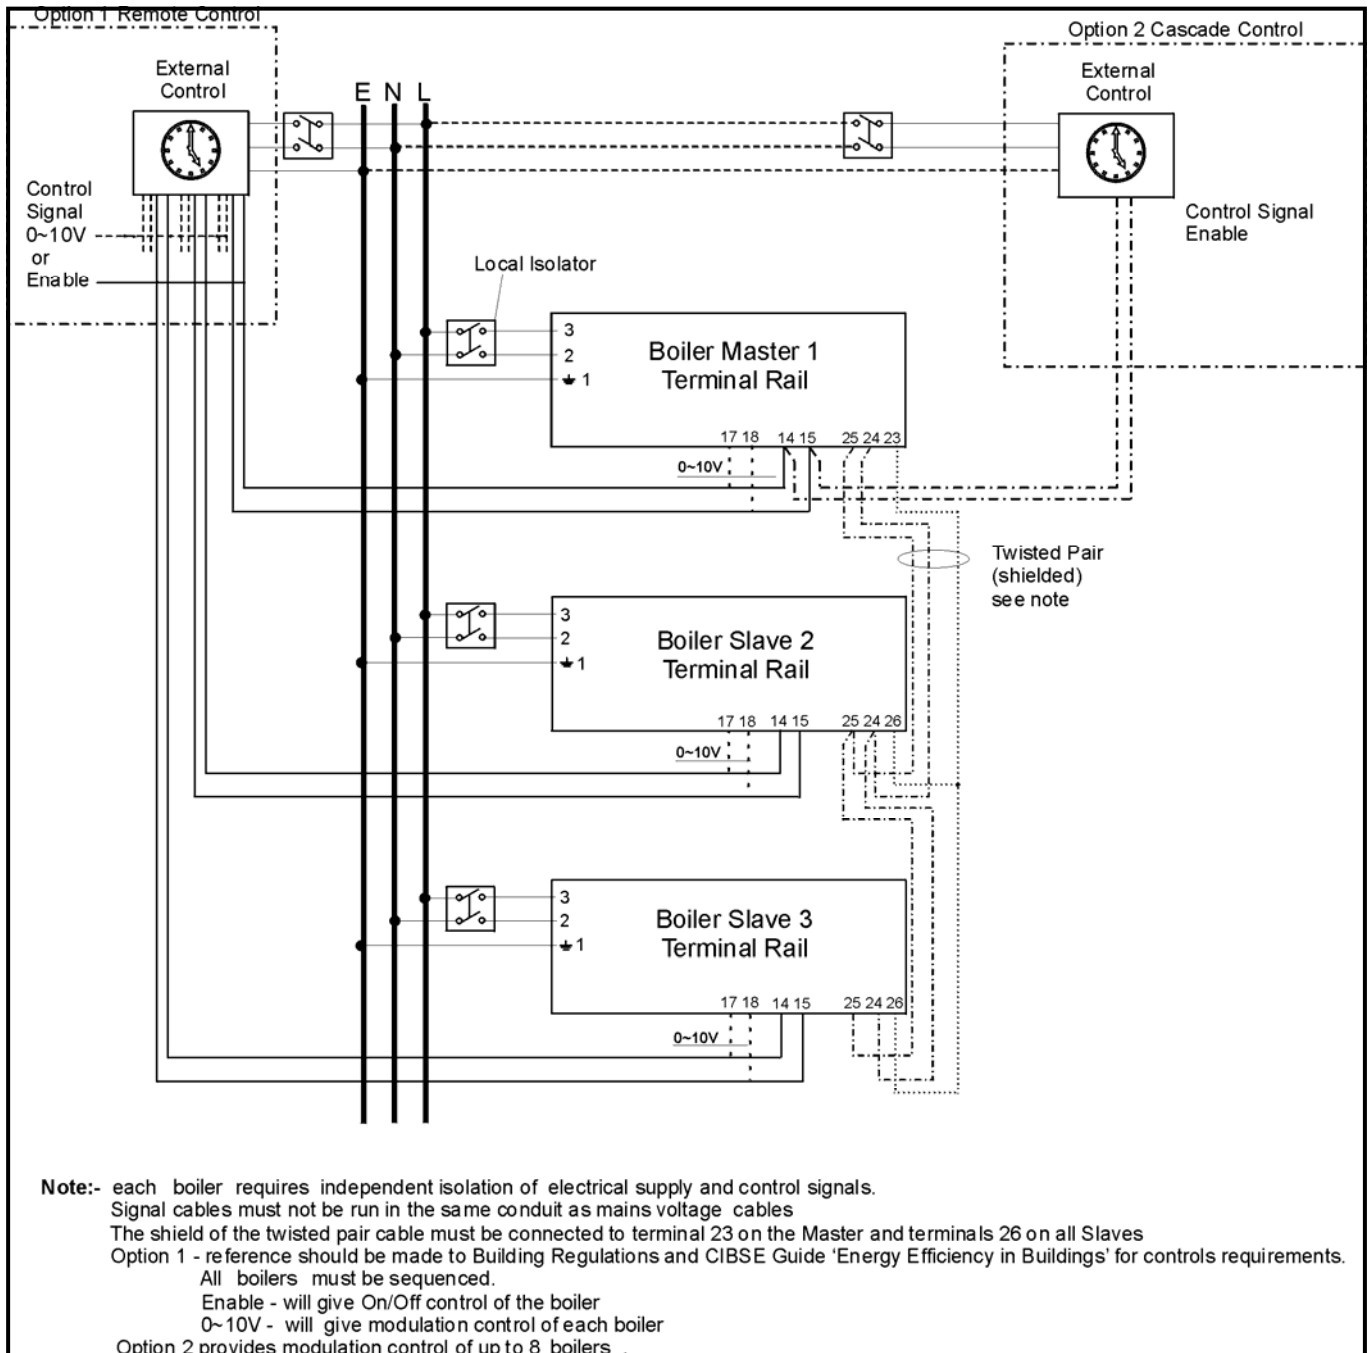 Option 1 Remote Control
Option 2 Cascade Control
External
Control
E N L
External
Control
Control
Signal
0~10V
or
Enable
Control Signal
Enable
Local Isolator
3
2
1
Boiler Master 1
Terminal Rail
17 18 14 15 25 24 23
0~10V
Twisted Pair
(shielded)
see note
3
2
1
Boiler Slave 2
Terminal Rail
17 18 14 15 25 24 26
0~10V
3
2
1
Boiler Slave 3
Terminal Rail
17 18 14 15 25 24 26
0~10V
Note:- each boiler requires independent isolation of electrical supply and control signals.
Signal cables must not be run in the same conduit as mains voltage cables
The shield of the twisted pair cable must be connected to terminal 23 on the Master and terminals 26 on all Slaves
Option 1 - reference should be made to Building Regulations and CIBSE Guide ‘Energy Efficiency in Buildings’ for controls requirements.
All boilers must be sequenced.
Enable - will give On/Off control of the boiler
0~10V - will give modulation control of each boiler
Option 2 provides modulation control of up to 8 boilers .